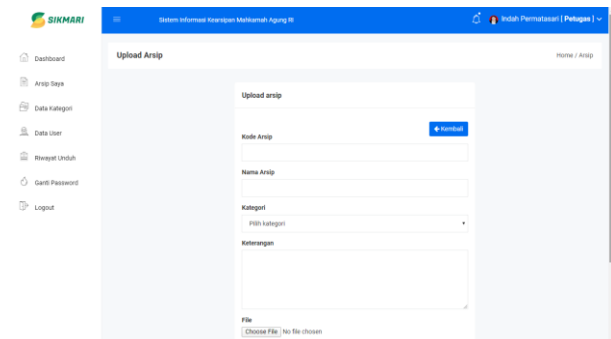 SIKMARI
Sistem Informasi Kearsipan Mahkamah Agung RI
Indah Permatasari [ Petugas ]
Dashboard
Arsip Saya
Data Kategori
Data User
Riwayat Unduh
Ganti Password
Logout
Upload Arsip
Home / Arsip
Upload arsip
Kembali
Kode Arsip
Nama Arsip
Kategori
Pilih kategori
Keterangan
File
Choose File No file chosen